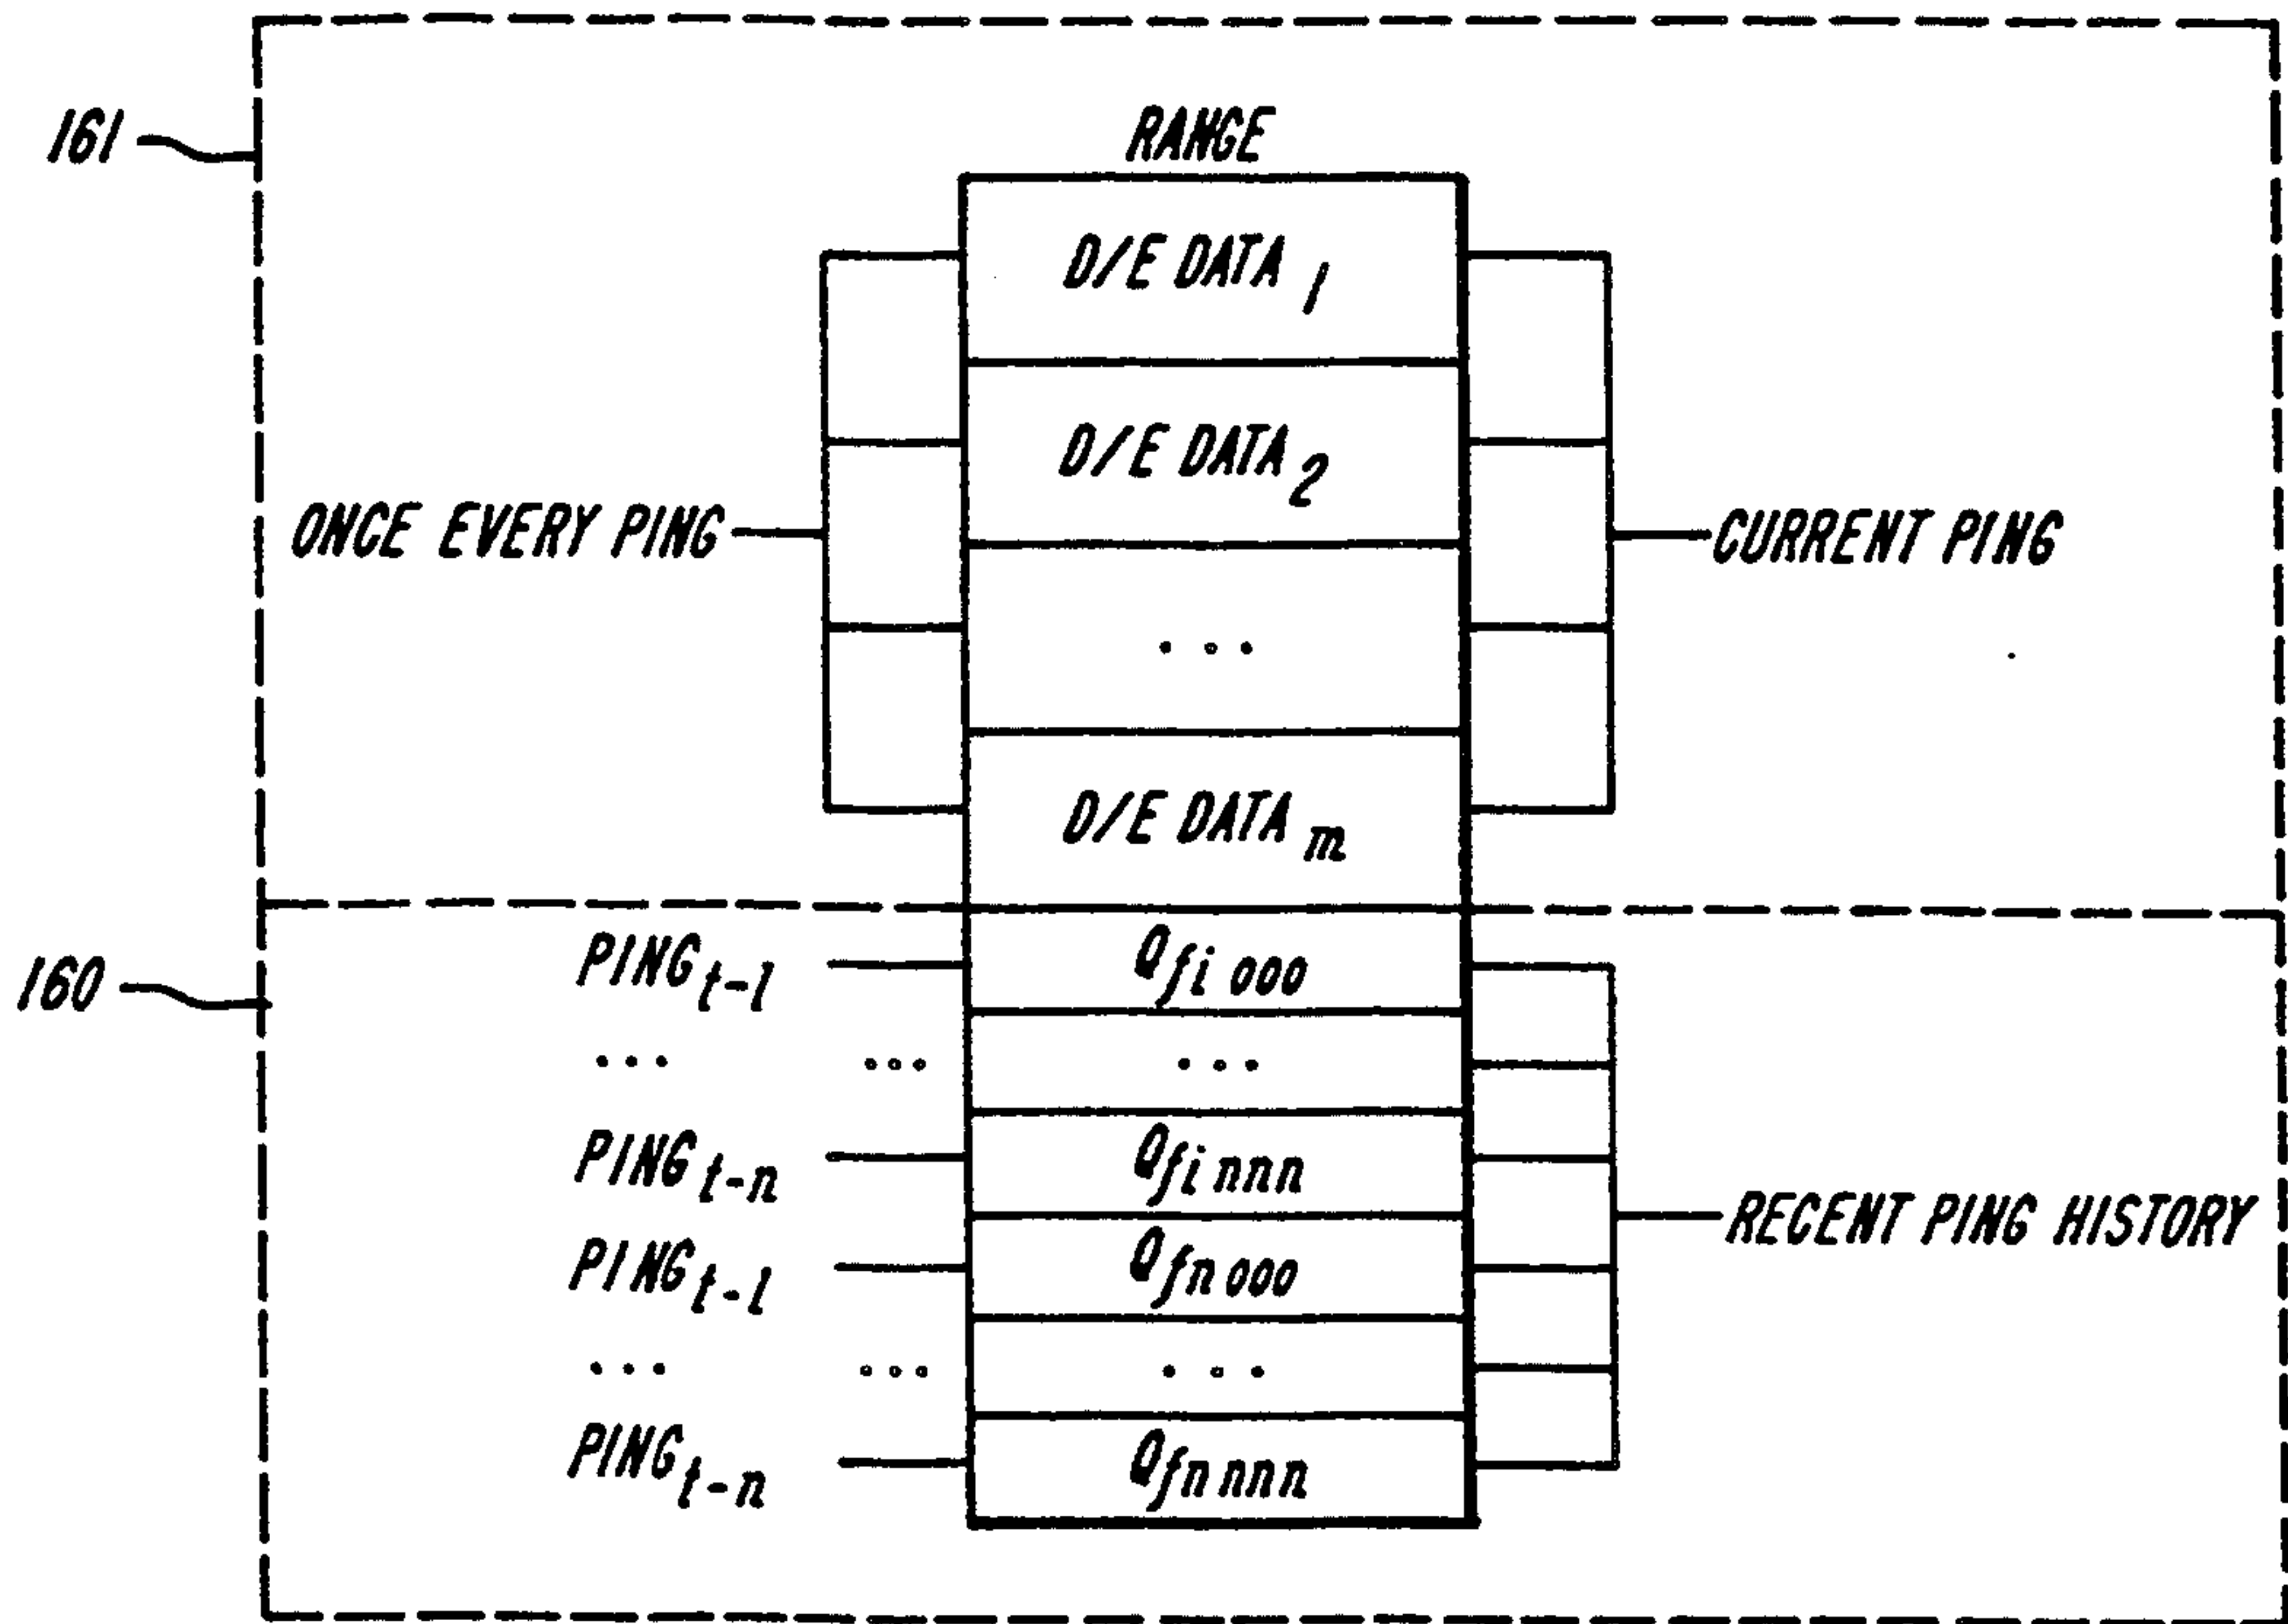 161
RANGE
D/E DATA 1
D/E DATA 2
ONCE EVERY PING
CURRENT PING
...
D/E DATA m
160
PING t-1
Q fi 000
... ... ...
PING t-n
Q fi nnn
RECENT PING HISTORY
PING t-1
Q fn 000
... ... ...
PING t-n
Q fn nnn